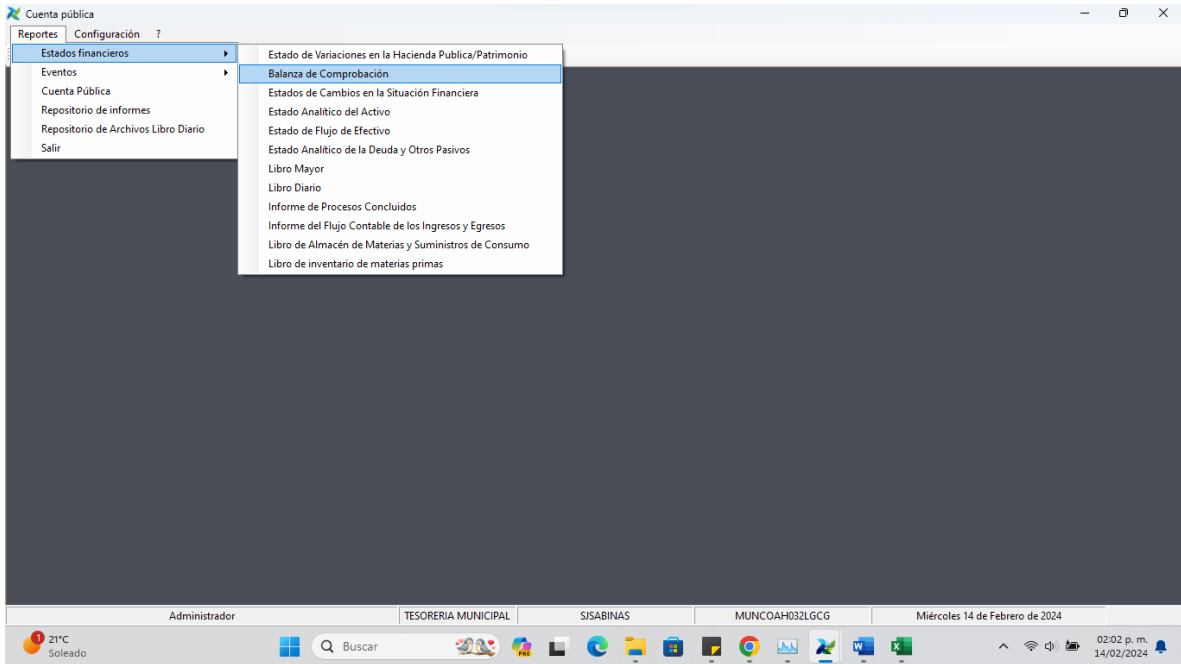 Cuenta pública
Reportes Configuración ?
Estados financieros
Eventos
Cuenta Pública
Repositorio de informes
Repositorio de Archivos Libro Diario
Salir
Estado de Variaciones en la Hacienda Publica/Patrimonio
Balanza de Comprobación
Estados de Cambios en la Situación Financiera
Estado Analítico del Activo
Estado de Flujo de Efectivo
Estado Analítico de la Deuda y Otros Pasivos
Libro Mayor
Libro Diario
Informe de Procesos Concluidos
Informe del Flujo Contable de los Ingresos y Egresos
Libro de Almacén de Materias y Suministros de Consumo
Libro de inventario de materias primas
Administrador TESORERIA MUNICIPAL SJSABINAS MUNCOAH032LGCG Miércoles 14 de Febrero de 2024
1 21°C
Soleado
Buscar
PRE
02:02 p. m.
14/02/2024